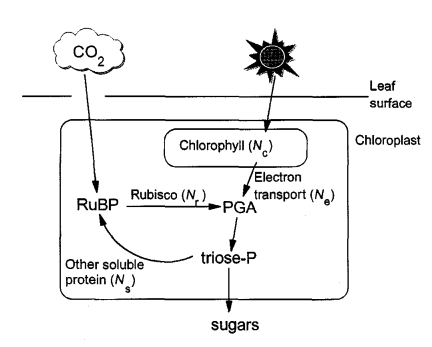 CO2
Leaf
surface
Chlorophyll (Nc)
Chloroplast
Electron
transport (Ne)
RuBP
Rubisco (Nr)
PGA
Other soluble
protein (Ns)
triose-P
sugars